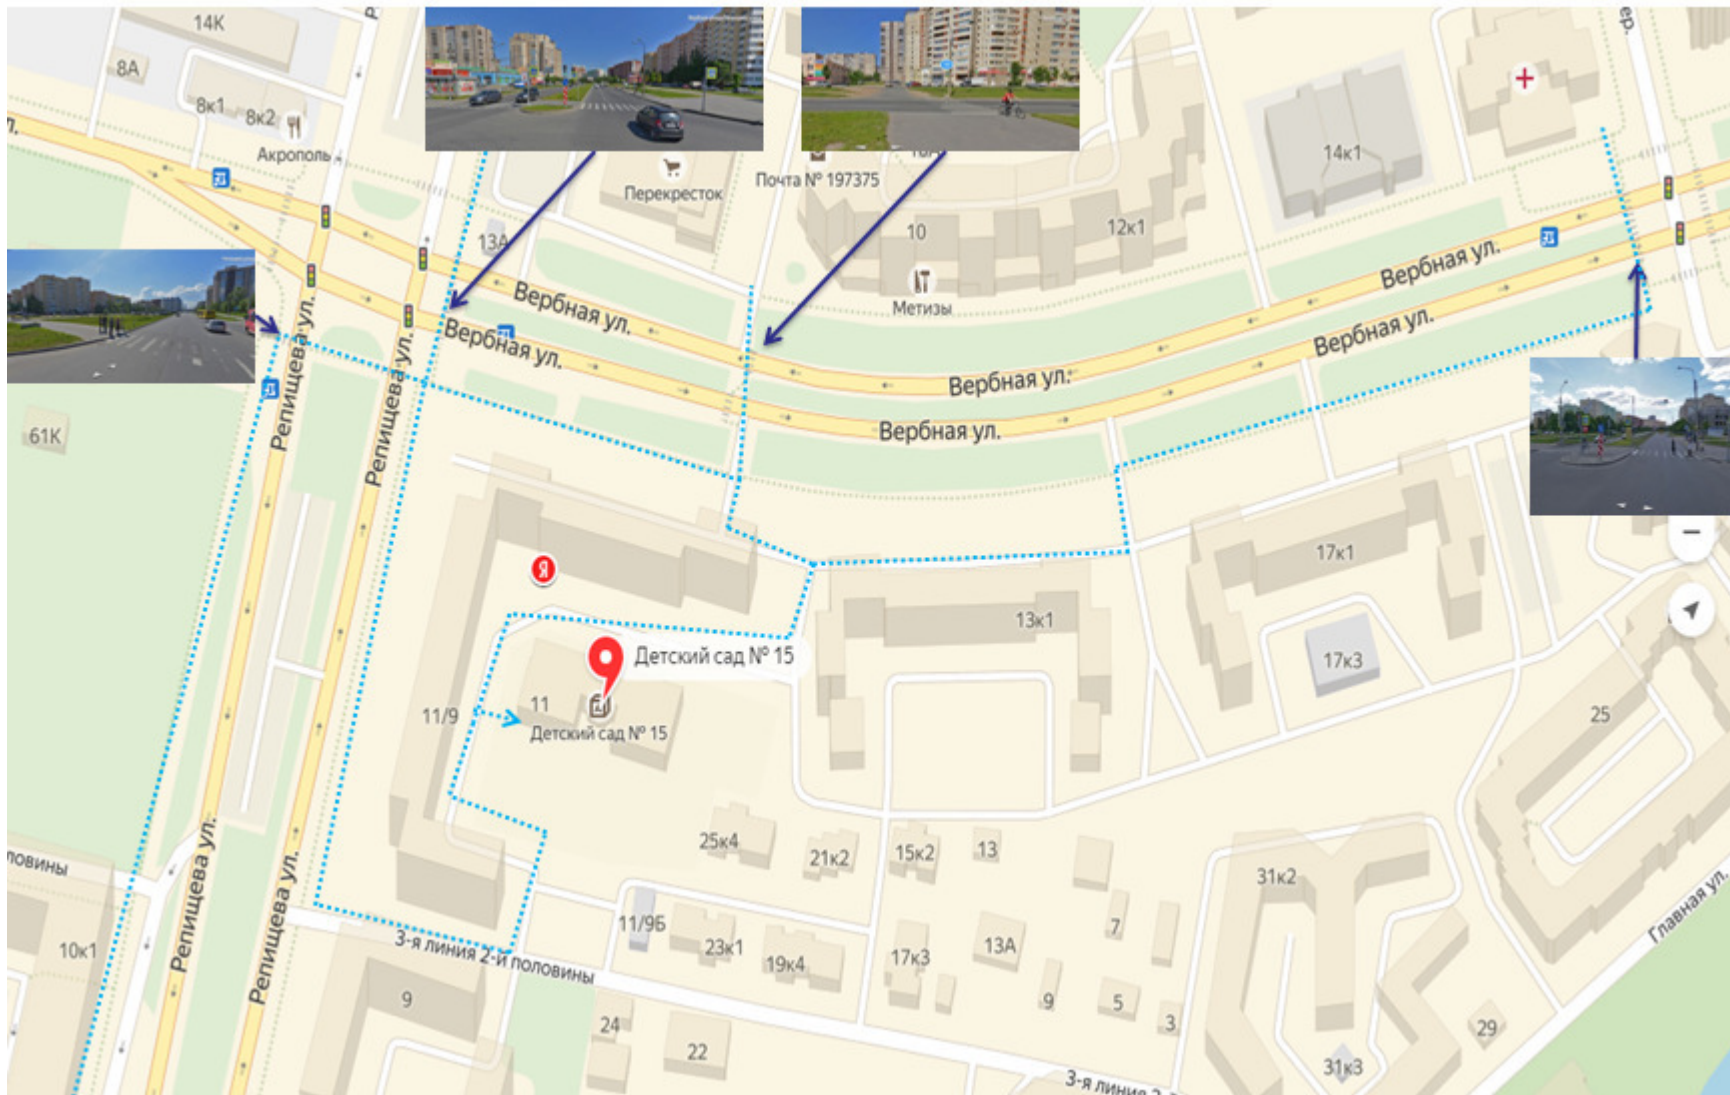 14К
8А
8к1
8к2
Акрополь
Перекресток
Почта № 197375
14к1
13А
10
12к1
Метизы
Вербная ул.
Вербная ул.
Вербная ул.
Вербная ул.
Вербная ул.
Вербная ул.
Репищева ул.
Репищева ул.
61К
17к1
13к1
17к3
Я
Детский сад № 15
11/9
11
Детский сад № 15
25
25к4
21к2
15к2
13
31к2
Репищева ул.
Репищева ул.
ловины
10к1
3-я линия 2-й половины
11/9Б
23к1
19к4
17к3
13А
7
9
5
3
9
24
22
29
31к3
Главная ул.
3-я линия 2-